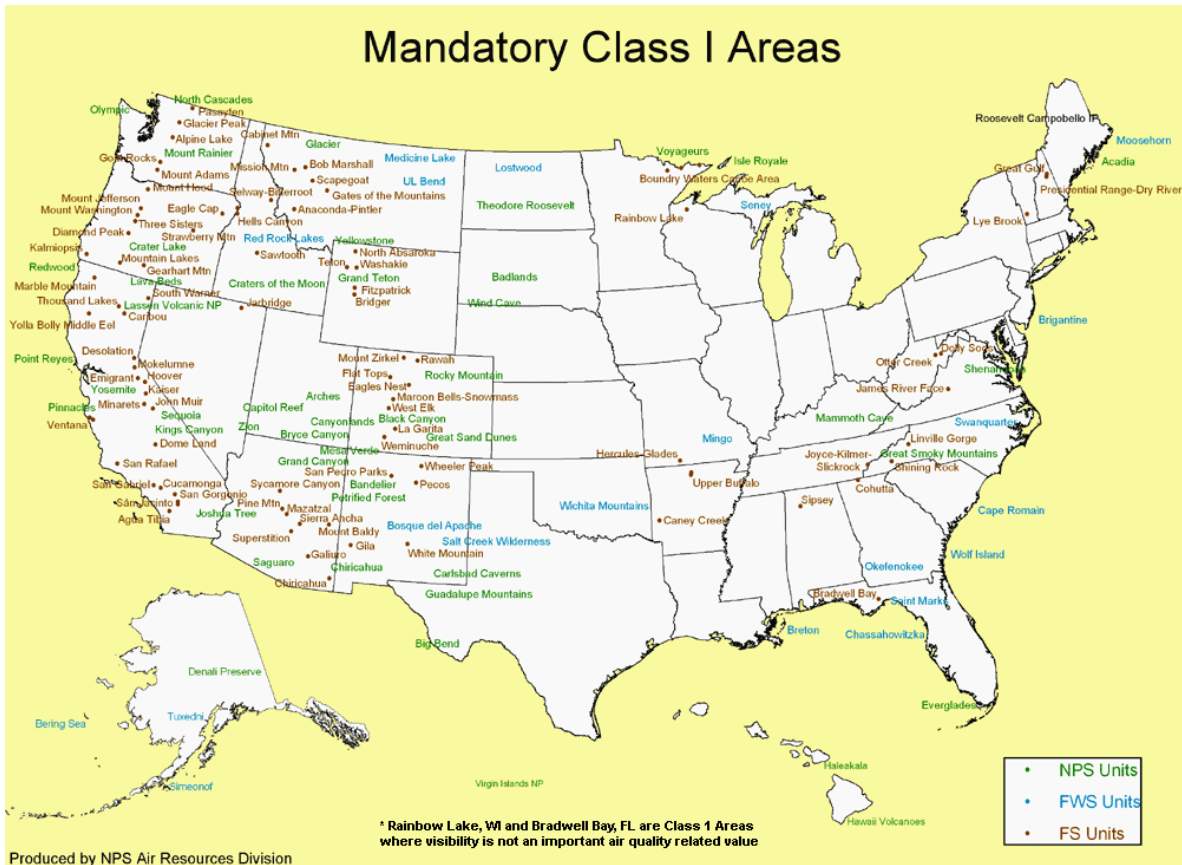 Mandatory Class I Areas
North Cascades
Pasayten
Olympic
Glacier Peak
Alpine Lake
Cabinet Mtn
Goat Rocks
Mount Rainier
Mount Adams
Mount Hood
Glacier
Mission Mtn
Bob Marshall
Scapegoat
Gates of the Mountains
Selway-Bitterroot
Anaconda-Pintler
Medicine Lake
UL Bend
Lostwood
Theodore Roosevelt
Voyageurs
Boundry Waters Canoe Area
Isle Royale
Rainbow Lake
Seney
Roosevelt Campobello IP
Moosehorn
Acadia
Great Gulf
Presidential Range-Dry River
Lye Brook
Mount Jefferson
Mount Washington
Eagle Cap
Hells Canyon
Three Sisters
Diamond Peak
Strawberry Mtn
Crater Lake
Kalmiopsis
Mountain Lakes
Gearhart Mtn
Redwood
Lava Beds
Marble Mountain
South Warner
Thousand Lakes
Lassen Volcanic NP
Caribou
Yolla Bolly Middle Eel
Red Rock Lakes
Sawtooth
Craters of the Moon
Jarbridge
Yellowstone
North Absaroka
Teton
Washakie
Grand Teton
Fitzpatrick
Bridger
Badlands
Wind Cave
Desolation
Point Reyes
Mokelumne
Emigrant
Hoover
Yosemite
Kaiser
Pinnacles
Minarets
John Muir
Ventana
Sequoia
Kings Canyon
Dome Land
San Rafael
San Gabriel
Cucamonga
San Gorgonio
San Jacinto
Agua Tibia
Joshua Tree
Mount Zirkel
Rawah
Flat Tops
Rocky Mountain
Eagles Nest
Arches
Maroon Bells-Snowmass
Capitol Reef
West Elk
Canyonlands
Black Canyon
Zion
Bryce Canyon
La Garita
Great Sand Dunes
Weminuche
Mesa Verde
Grand Canyon
San Pedro Parks
Wheeler Peak
Sycamore Canyon
Bandelier
Pecos
Petrified Forest
Pine Mtn
Mazatzal
Sierra Ancha
Superstition
Mount Baldy
Bosque del Apache
Salt Creek Wilderness
Gila
White Mountain
Galiuro
Saguaro
Chiricahua
Chiricahua
Carlsbad Caverns
Guadalupe Mountains
Big Bend
Wichita Mountains
Mingo
Hercules-Glades
Upper Buffalo
Caney Creek
Brigantine
Dolly Sods
Otter Creek
Shenandoah
James River Face
Mammoth Cave
Swanquarter
Linville Gorge
Joyce-Kilmer-
Slickrock
Great Smoky Mountains
Shining Rock
Cohutta
Sipsey
Cape Romain
Wolf Island
Okefenokee
Bradwell Bay
Saint Marks
Breton
Chassahowitzka
Everglades
Denali Preserve
Bering Sea
Tuxedni
Simeonof
Virgin Islands NP
Haleakala
Hawaii Volcanoes
NPS Units
FWS Units
FS Units
* Rainbow Lake, WI and Bradwell Bay, FL are Class 1 Areas
where visibility is not an important air quality related value
Produced by NPS Air Resources Division